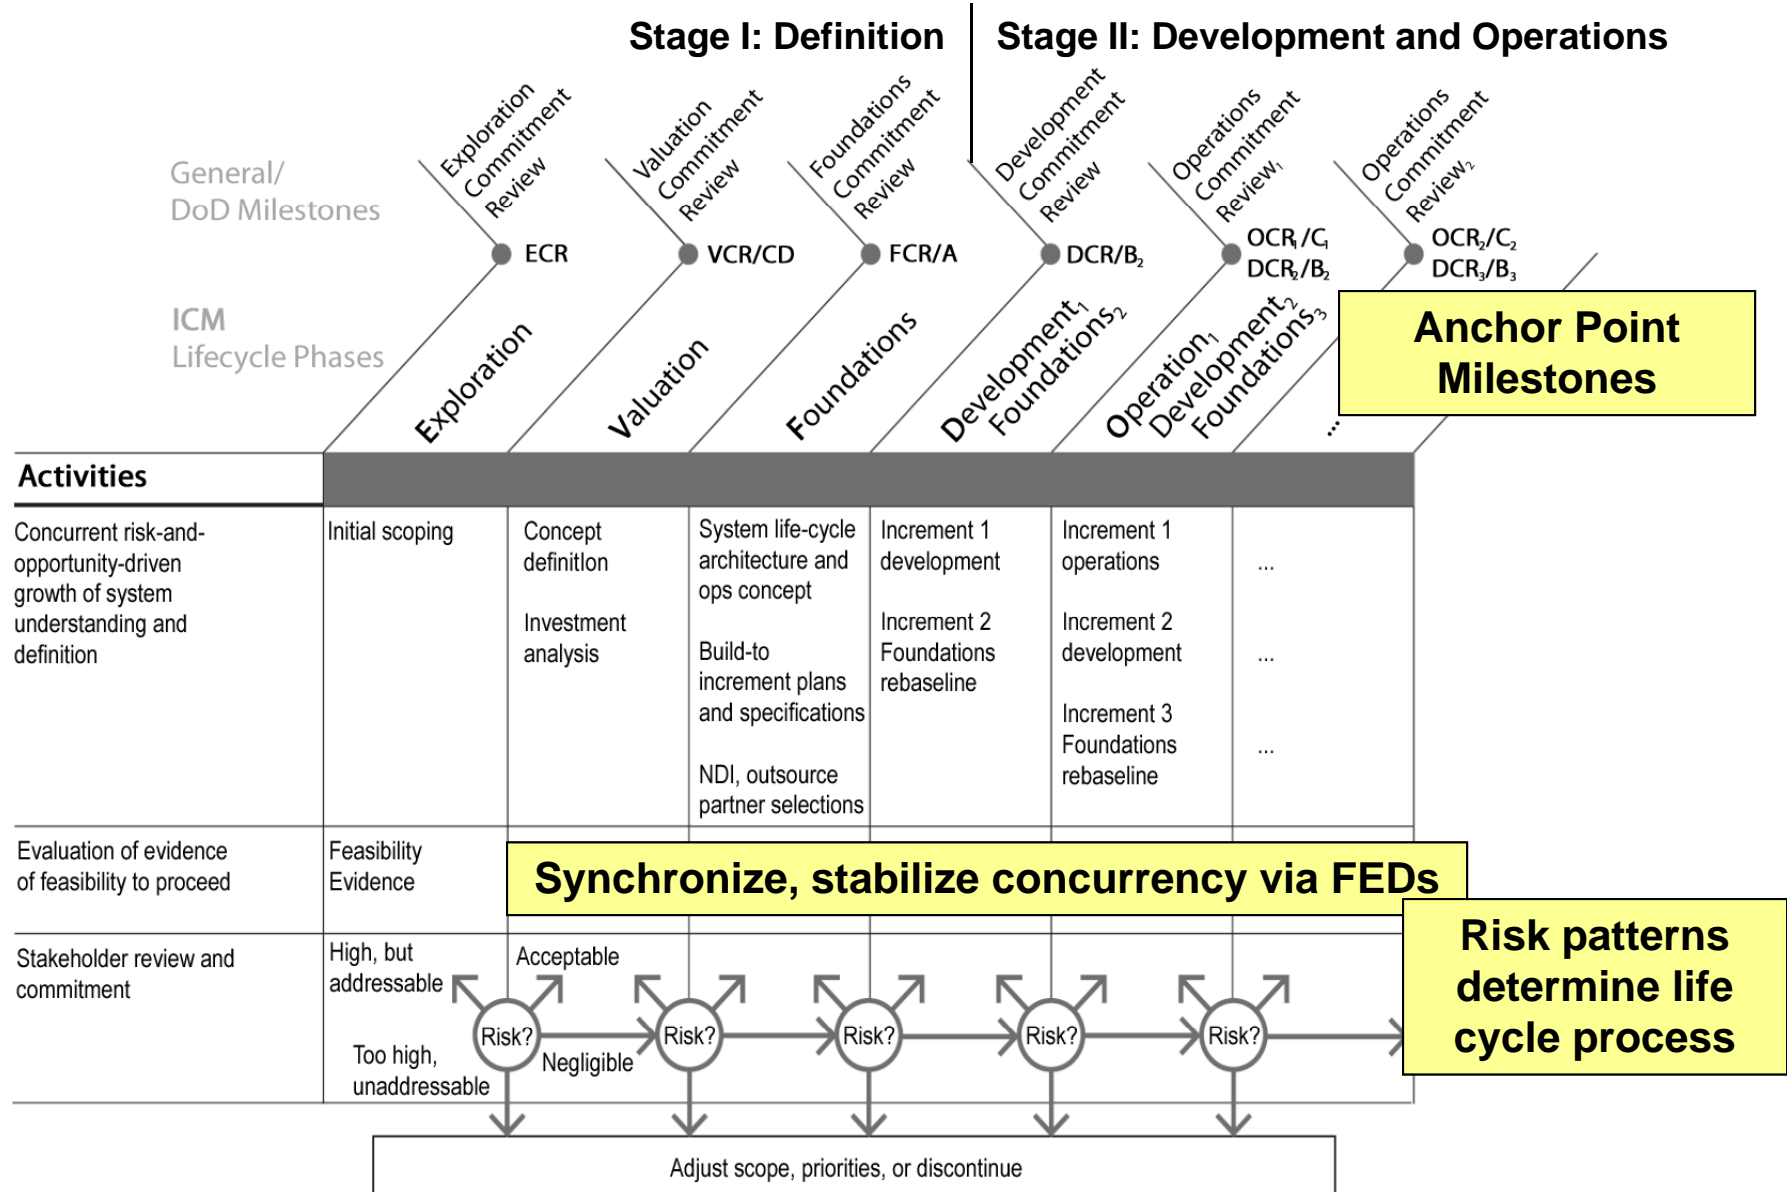 Stage I: Definition
Stage II: Development and Operations
General/
DoD Milestones
Exploration
Commitment
Review
Valuation
Commitment
Review
Foundations
Commitment
Review
Development
Commitment
Review
Operations
Commitment
Review₁
Operations
Commitment
Review₂
ECR
VCR/CD
FCR/A
DCR/B₂
OCR₁/C₁
DCR₂/B₂
OCR₂/C₂
DCR₃/B₃
ICM
Lifecycle Phases
Exploration
Valuation
Foundations
Development₁
Foundations₂
Operation₁
Development₂
Foundations₃
...
Anchor Point
Milestones
Activities
Concurrent risk-and-
opportunity-driven
growth of system
understanding and
definition
Initial scoping
Concept
definitIon
Investment
analysis
System life-cycle
architecture and
ops concept
Build-to
increment plans
and specifications
NDI, outsource
partner selections
Increment 1
development
Increment 2
Foundations
rebaseline
Increment 1
operations
Increment 2
development
Increment 3
Foundations
rebaseline
...
...
...
Evaluation of evidence
of feasibility to proceed
Feasibility
Evidence
Synchronize, stabilize concurrency via FEDs
Risk patterns
determine life
cycle process
Stakeholder review and
commitment
High, but
addressable
Acceptable
Risk?
Risk?
Risk?
Risk?
Risk?
Too high,
unaddressable
Negligible
Adjust scope, priorities, or discontinue